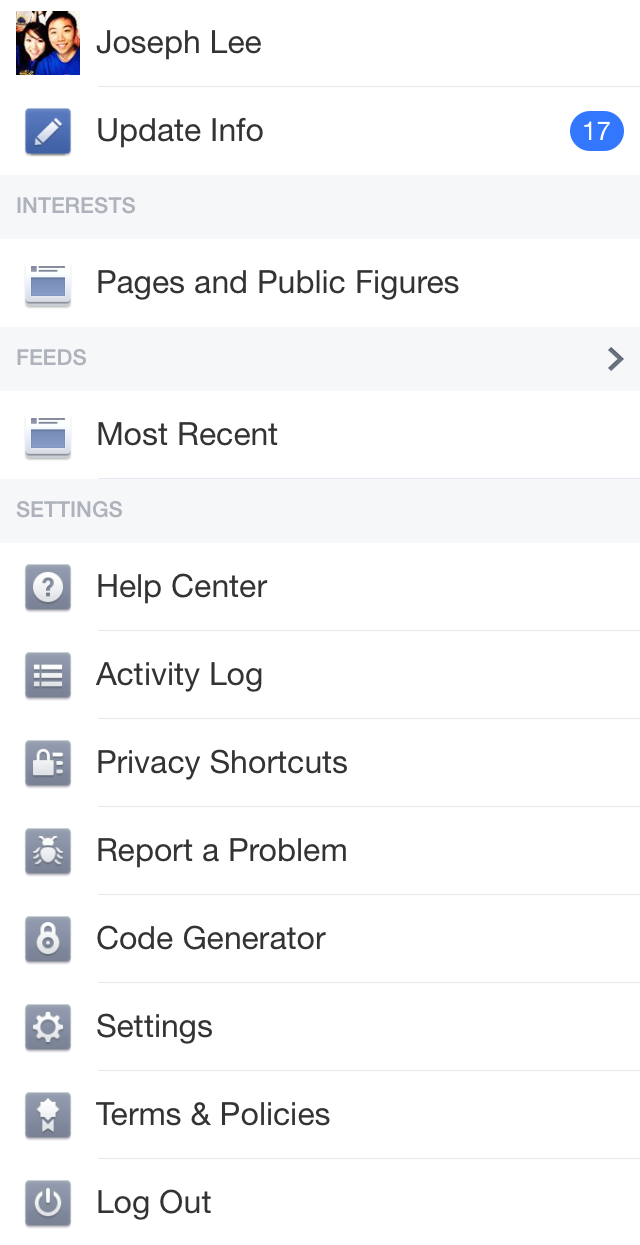 Joseph Lee
Update Info 17
INTERESTS
Pages and Public Figures
FEEDS
Most Recent
SETTINGS
Help Center
Activity Log
Privacy Shortcuts
Report a Problem
Code Generator
Settings
Terms & Policies
Log Out